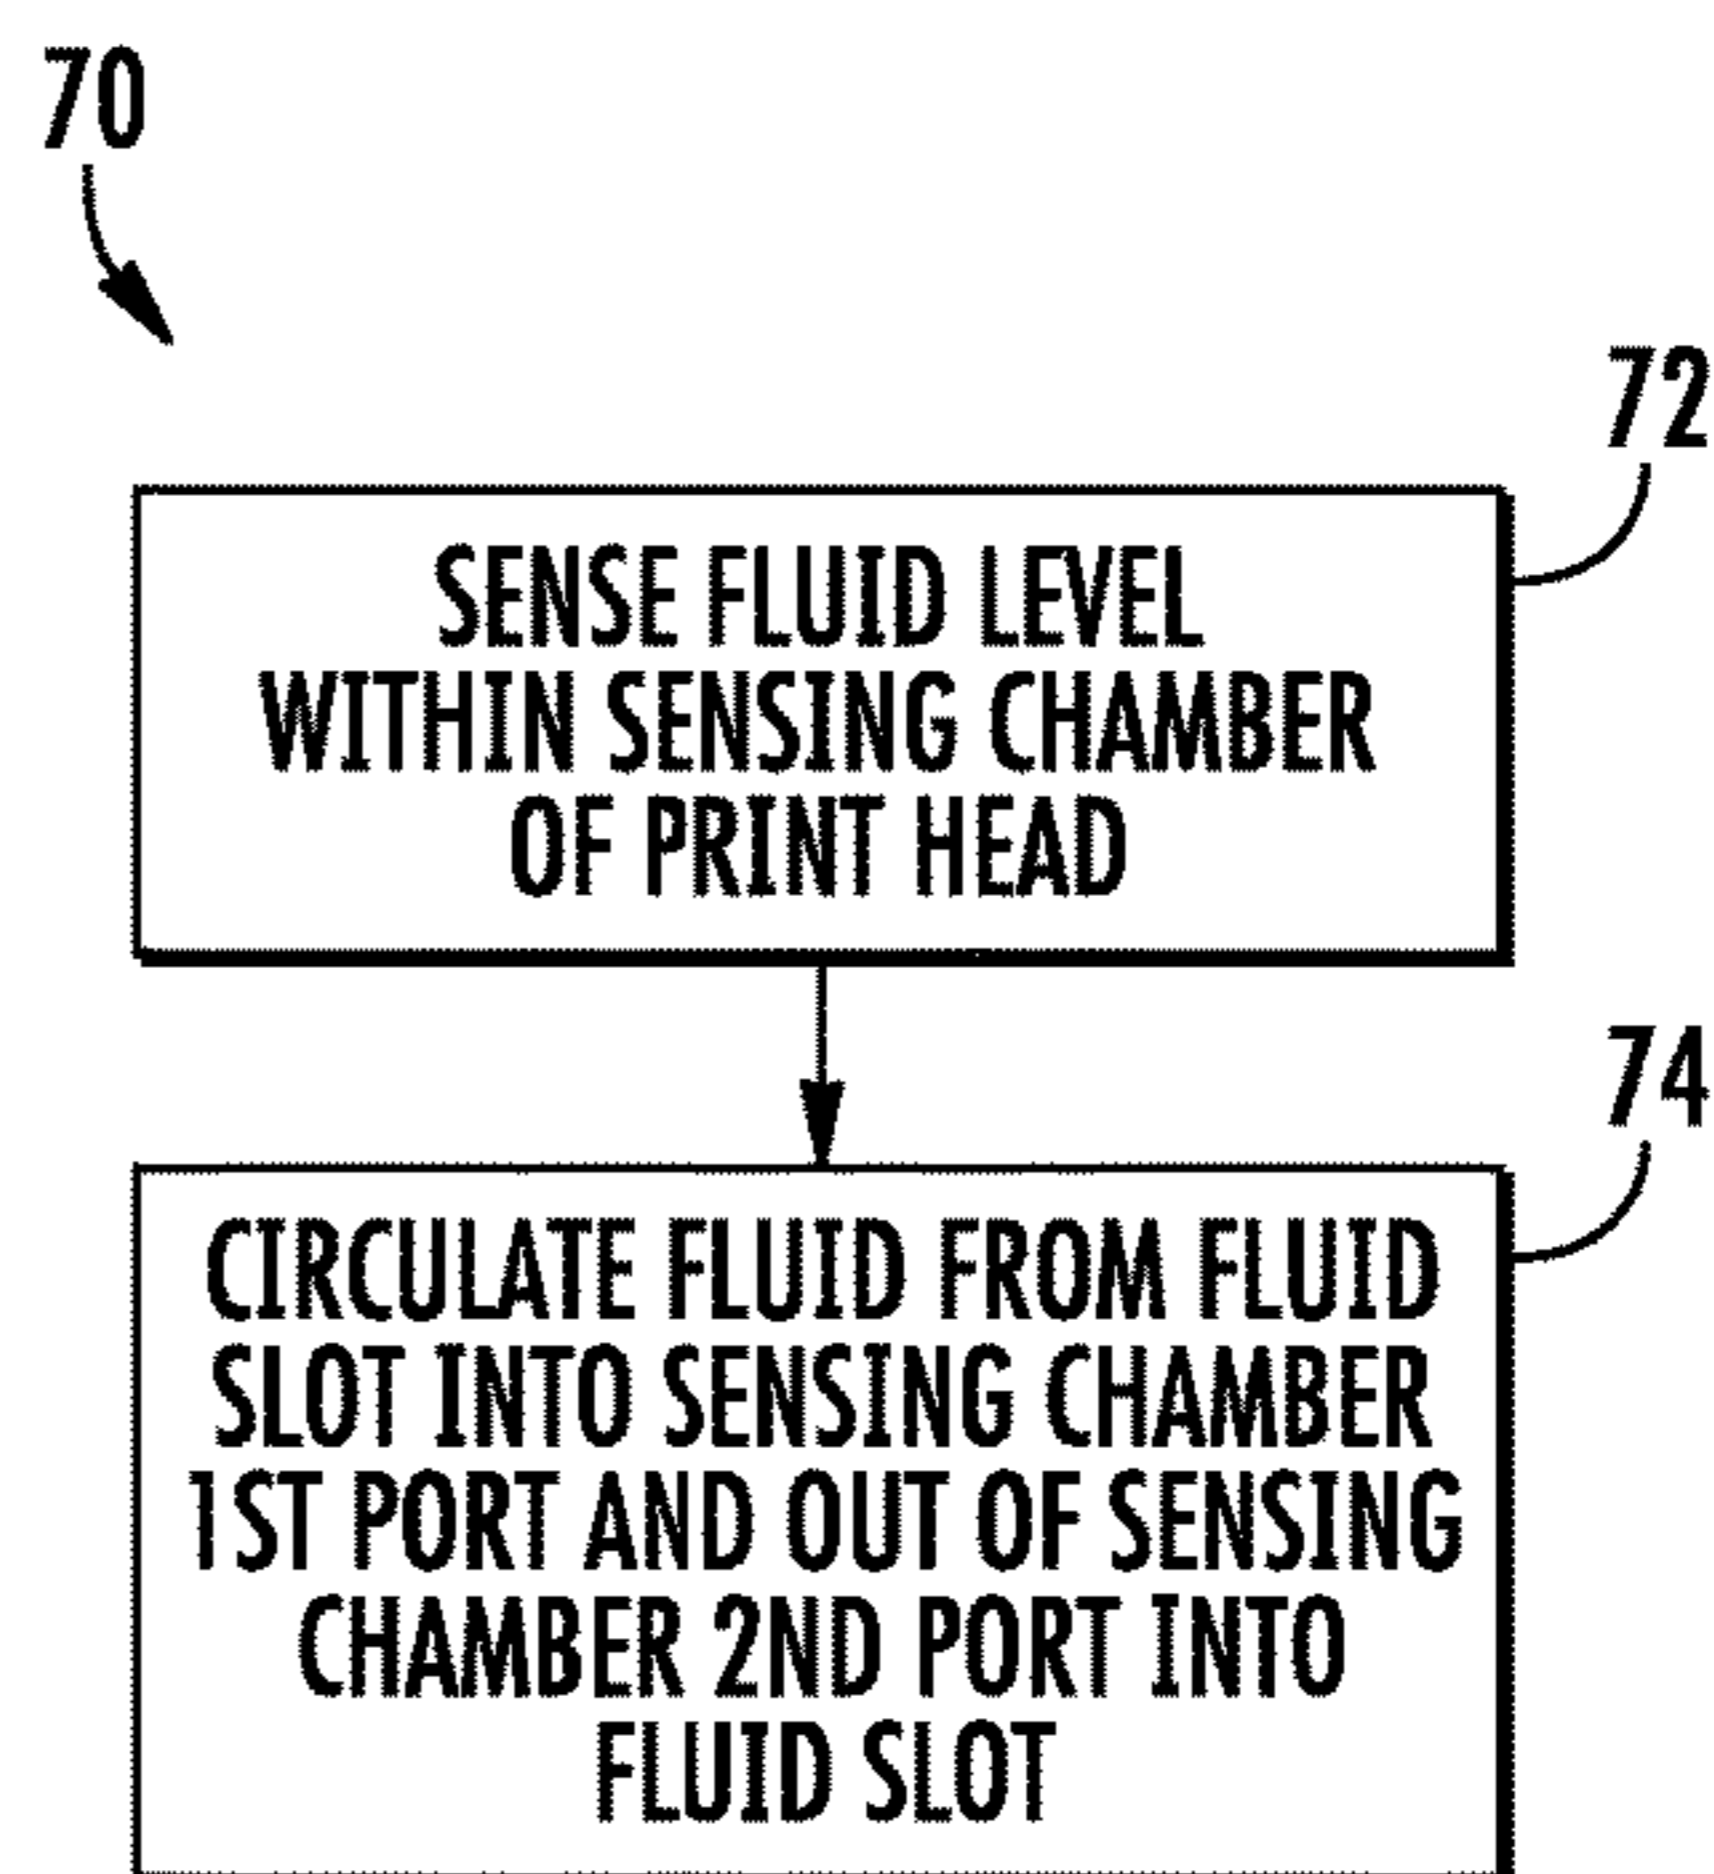 70
72
SENSE FLUID LEVEL
WITHIN SENSING CHAMBER
OF PRINT HEAD
74
CIRCULATE FLUID FROM FLUID
SLOT INTO SENSING CHAMBER
1ST PORT AND OUT OF SENSING
CHAMBER 2ND PORT INTO
FLUID SLOT